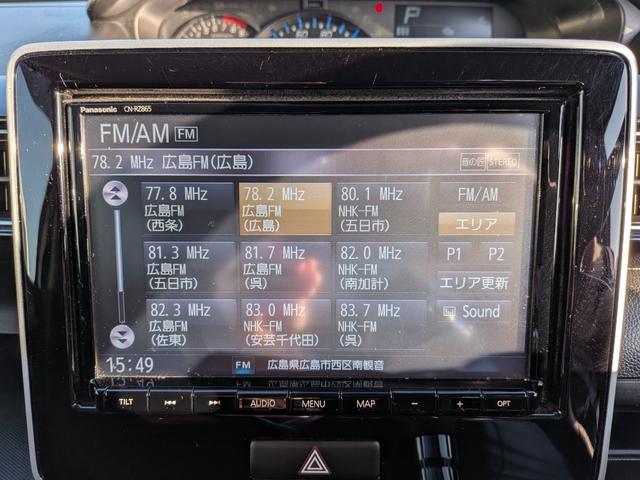 P
60 80
Panasonic CN-RZ865
FM/AM FM
78.2 MHz 広島FM(広島) 音の匠 STEREO
77.8 MHz 広島FM (西条)
78.2 MHz 広島FM (広島)
80.1 MHz NHK-FM (五日市)
FM/AM
エリア
81.3 MHz 広島FM (五日市)
81.7 MHz 広島FM (呉)
82.0 MHz NHK-FM (南加計)
P1 P2
エリア更新
82.3 MHz 広島FM (佐東)
83.0 MHz NHK-FM (安芸千代田)
83.7 MHz NHK-FM (呉)
Sound
15:49 FM 広島県広島市西区南観音
TILT AUDIO MENU MAP − + OPT